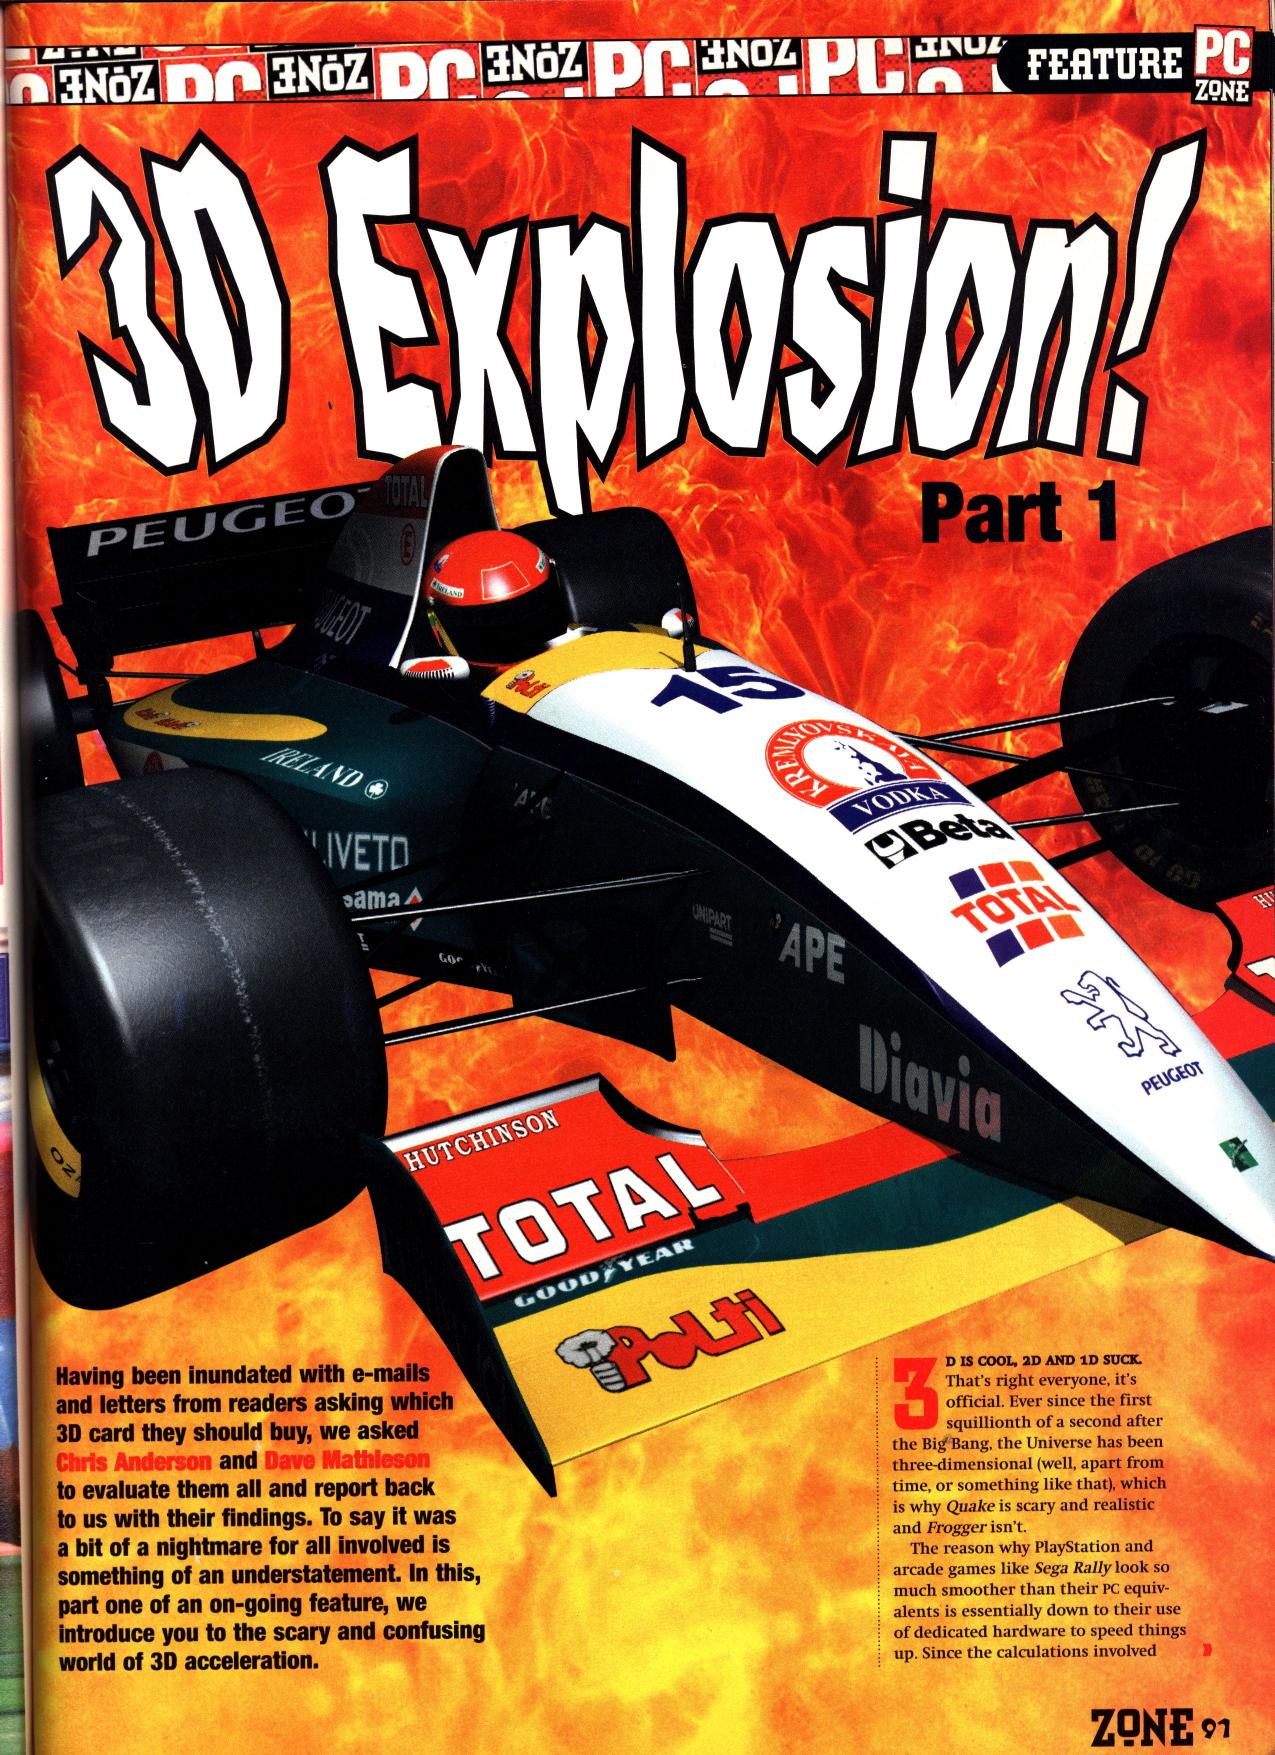 FEATURE
PC
ZONE
3D Explosion!
Part 1
PEUGEO
TOTAL
IRELAND
15
Polti
KREMLYOVSKAYA
VODKA
Beta
TOTAL
PEUGEOT
IRELAND
LIVETO
ama
UNIPART
APE
Diavia
HUTCHINSON
TOTAL
GOODYEAR
Polti
Having been inundated with e-mails
and letters from readers asking which
3D card they should buy, we asked
Chris Anderson and Dave Mathieson
to evaluate them all and report back
to us with their findings. To say it was
a bit of a nightmare for all involved is
something of an understatement. In this,
part one of an on-going feature, we
introduce you to the scary and confusing
world of 3D acceleration.
3D IS COOL, 2D AND 1D SUCK.
That's right everyone, it's
official. Ever since the first
squillionth of a second after
the Big Bang, the Universe has been
three-dimensional (well, apart from
time, or something like that), which
is why Quake is scary and realistic
and Frogger isn't.
The reason why PlayStation and
arcade games like Sega Rally look so
much smoother than their PC equiv-
alents is essentially down to their use
of dedicated hardware to speed things
up. Since the calculations involved
ZONE 91